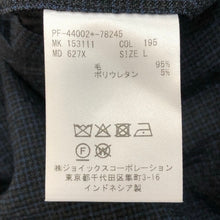 PF-44002*-78245
MK 153111 COL 195
MD 627X SIZE L
毛 95%
ポリウレタン 5%
株式会社ジョイックスコーポレーション
東京都千代田区飯富町3-16
インドネシア製